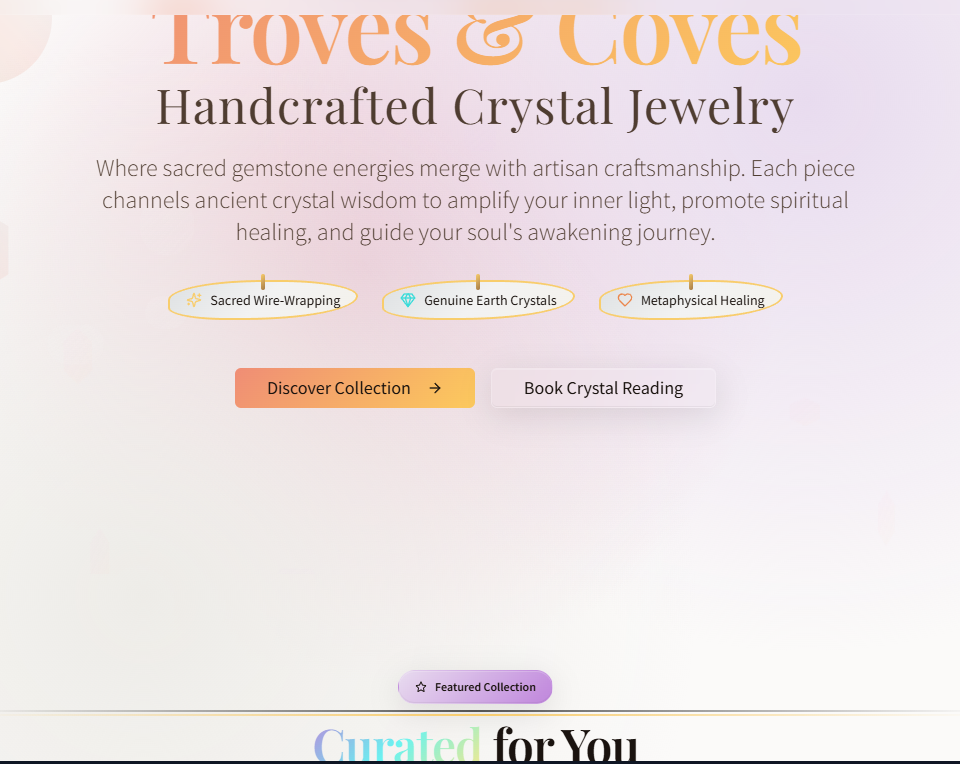 Troves & Coves
Handcrafted Crystal Jewelry
Where sacred gemstone energies merge with artisan craftsmanship. Each piece
channels ancient crystal wisdom to amplify your inner light, promote spiritual
healing, and guide your soul's awakening journey.
Sacred Wire-Wrapping
Genuine Earth Crystals
Metaphysical Healing
Discover Collection
Book Crystal Reading
Featured Collection
Curated for You